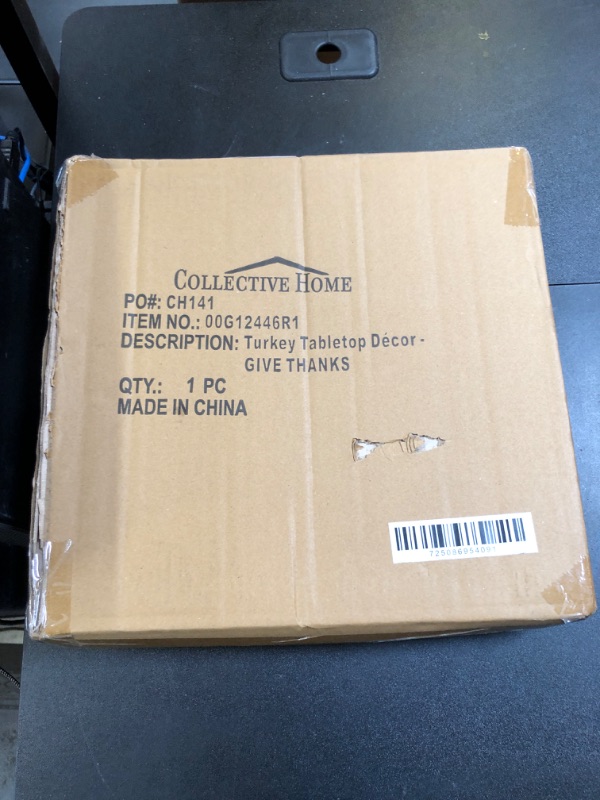 COLLECTIVE HOME
PO#: CH141
ITEM NO.: 00G12446R1
DESCRIPTION: Turkey Tabletop Décor -
GIVE THANKS
QTY.: 1 PC
MADE IN CHINA